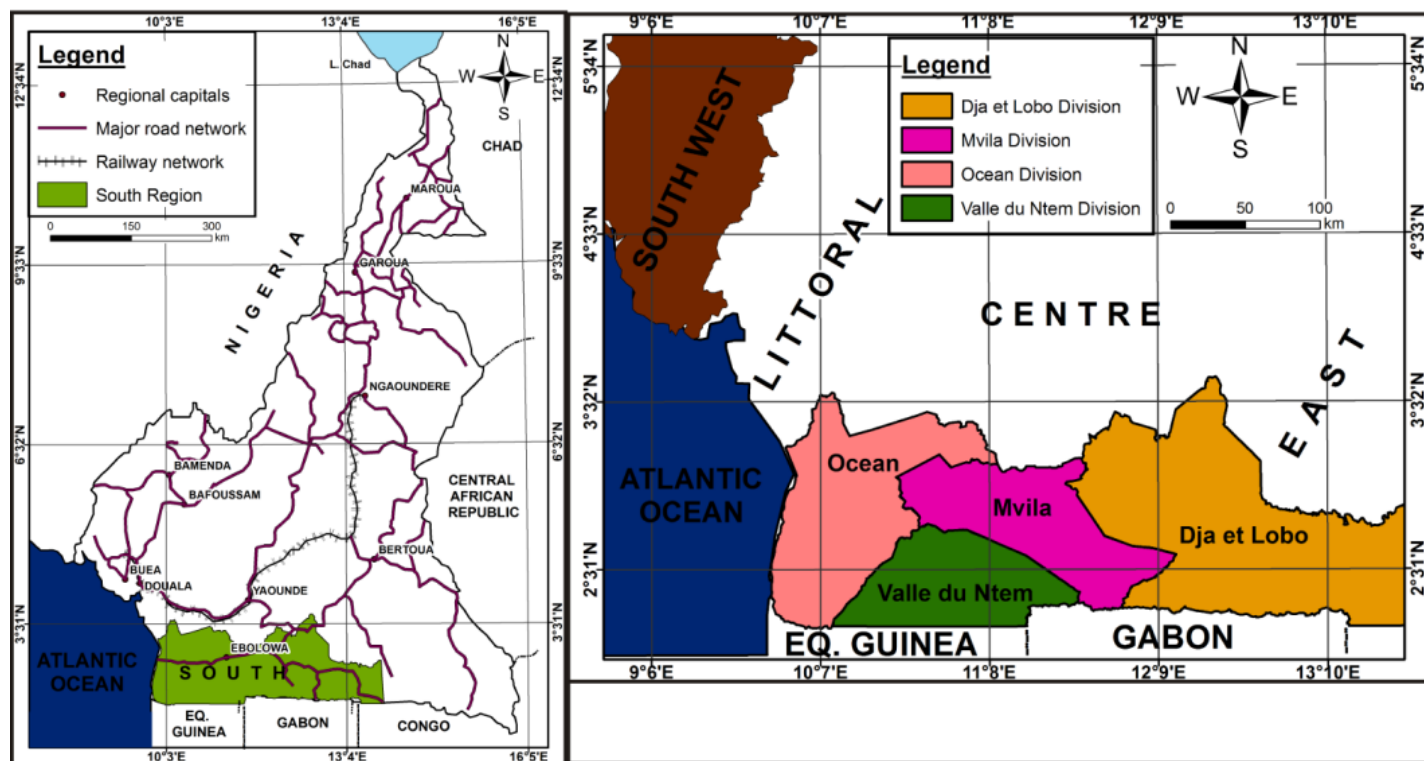 10°3'E
13°4'E
16°5'E
Legend
Regional capitals
Major road network
Railway network
South Region
0 150 300
km
N
W E
S
L. Chad
CHAD
12°34'N
12°34'N
MAROUA
NIGERIA
9°33'N
GAROUA
9°33'N
NGAOUNDERE
6°32'N
6°32'N
BAMENDA
BAFOUSSAM
CENTRAL
AFRICAN
REPUBLIC
BERTOUA
BUEA
DOUALA
YAOUNDE
3°31'N
3°31'N
EBOLOWA
SOUTH
ATLANTIC
OCEAN
EQ.
GUINEA
GABON
CONGO
10°3'E
13°4'E
16°5'E
9°6'E
10°7'E
11°8'E
12°9'E
13°10'E
5°34'N
5°34'N
Legend
Dja et Lobo Division
Mvila Division
Ocean Division
Valle du Ntem Division
N
W E
S
0 50 100
km
SOUTH WEST
LITTORAL
4°33'N
4°33'N
CENTRE
EAST
3°32'N
3°32'N
Ocean
ATLANTIC
OCEAN
Mvila
Dja et Lobo
2°31'N
2°31'N
Valle du Ntem
EQ. GUINEA
GABON
9°6'E
10°7'E
11°8'E
12°9'E
13°10'E